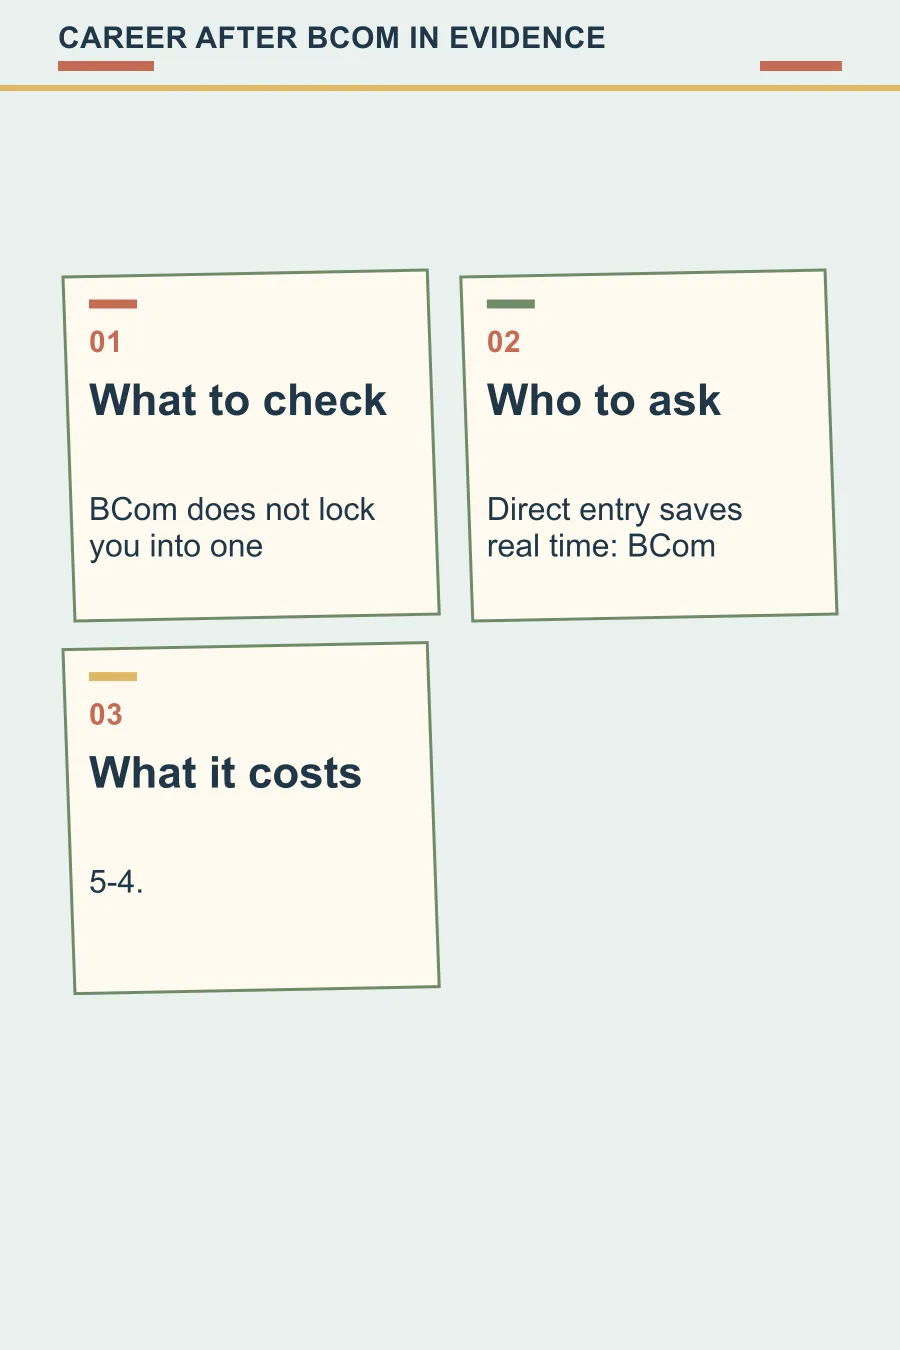 CAREER AFTER BCOM IN EVIDENCE
01
What to check
BCom does not lock
you into one
02
Who to ask
Direct entry saves
real time: BCom
03
What it costs
5-4.